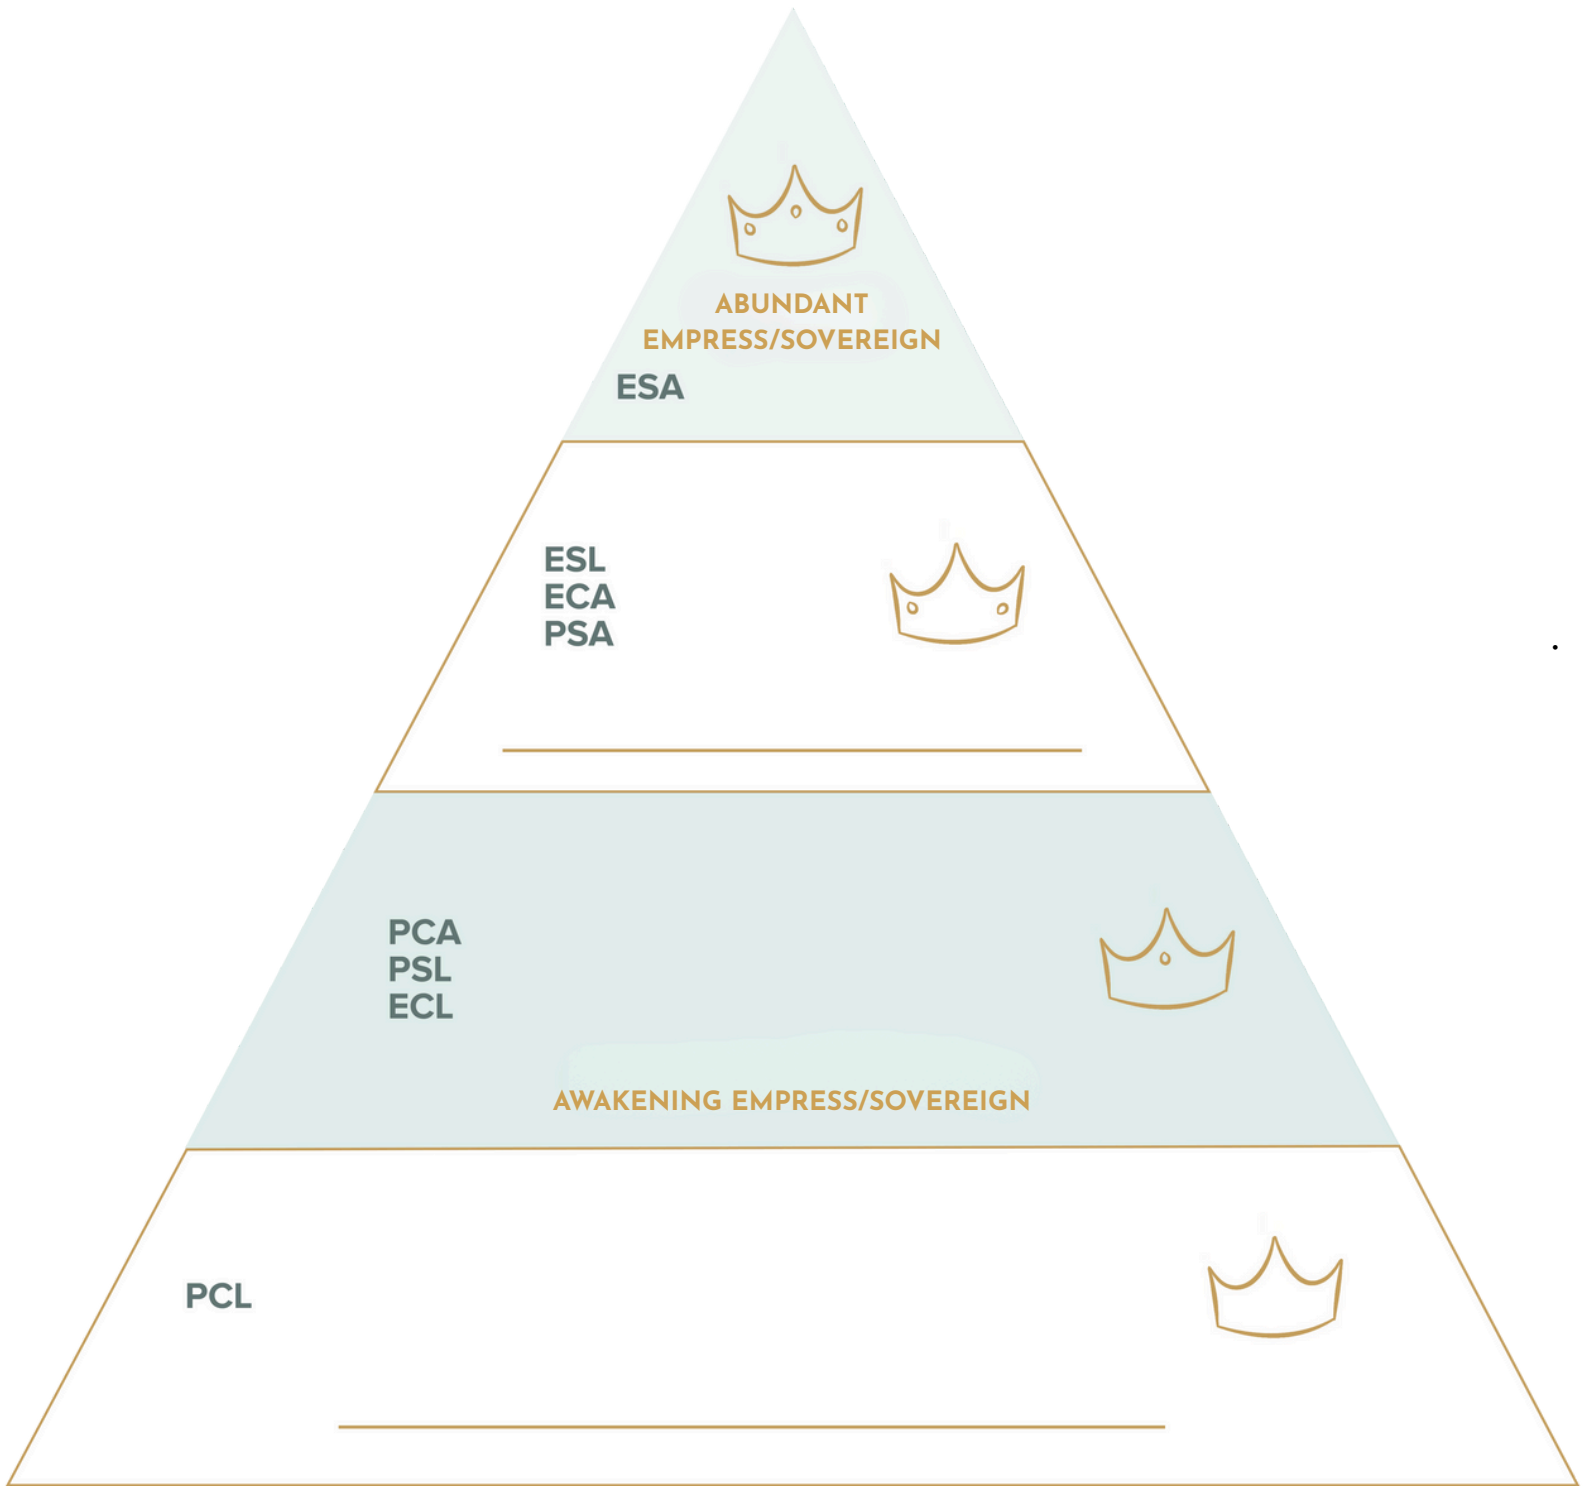 ABUNDANT
EMPRESS/SOVEREIGN
ESA
ESL
ECA
PSA
PCA
PSL
ECL
AWAKENING EMPRESS/SOVEREIGN
PCL